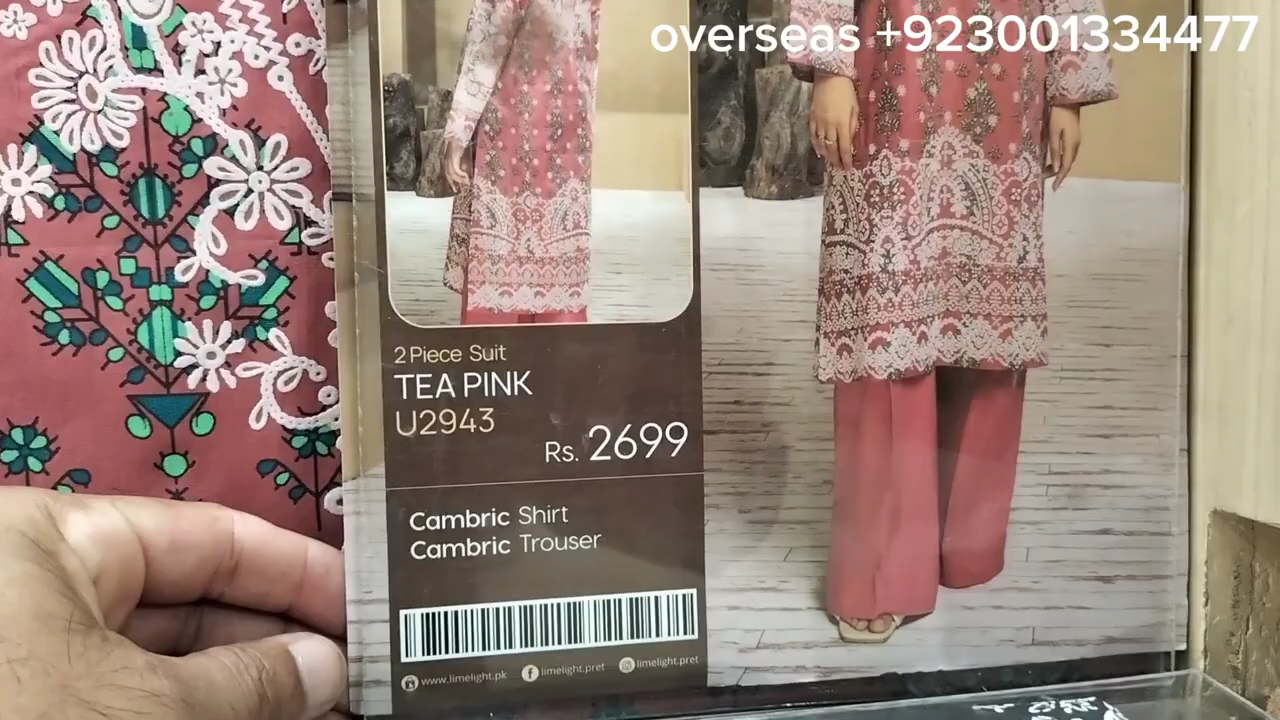 overseas +923001334477
2 Piece Suit
TEA PINK
U2943
Rs. 2699
Cambric Shirt
Cambric Trouser
www.limelight.pk limelight.pret limelight.pret